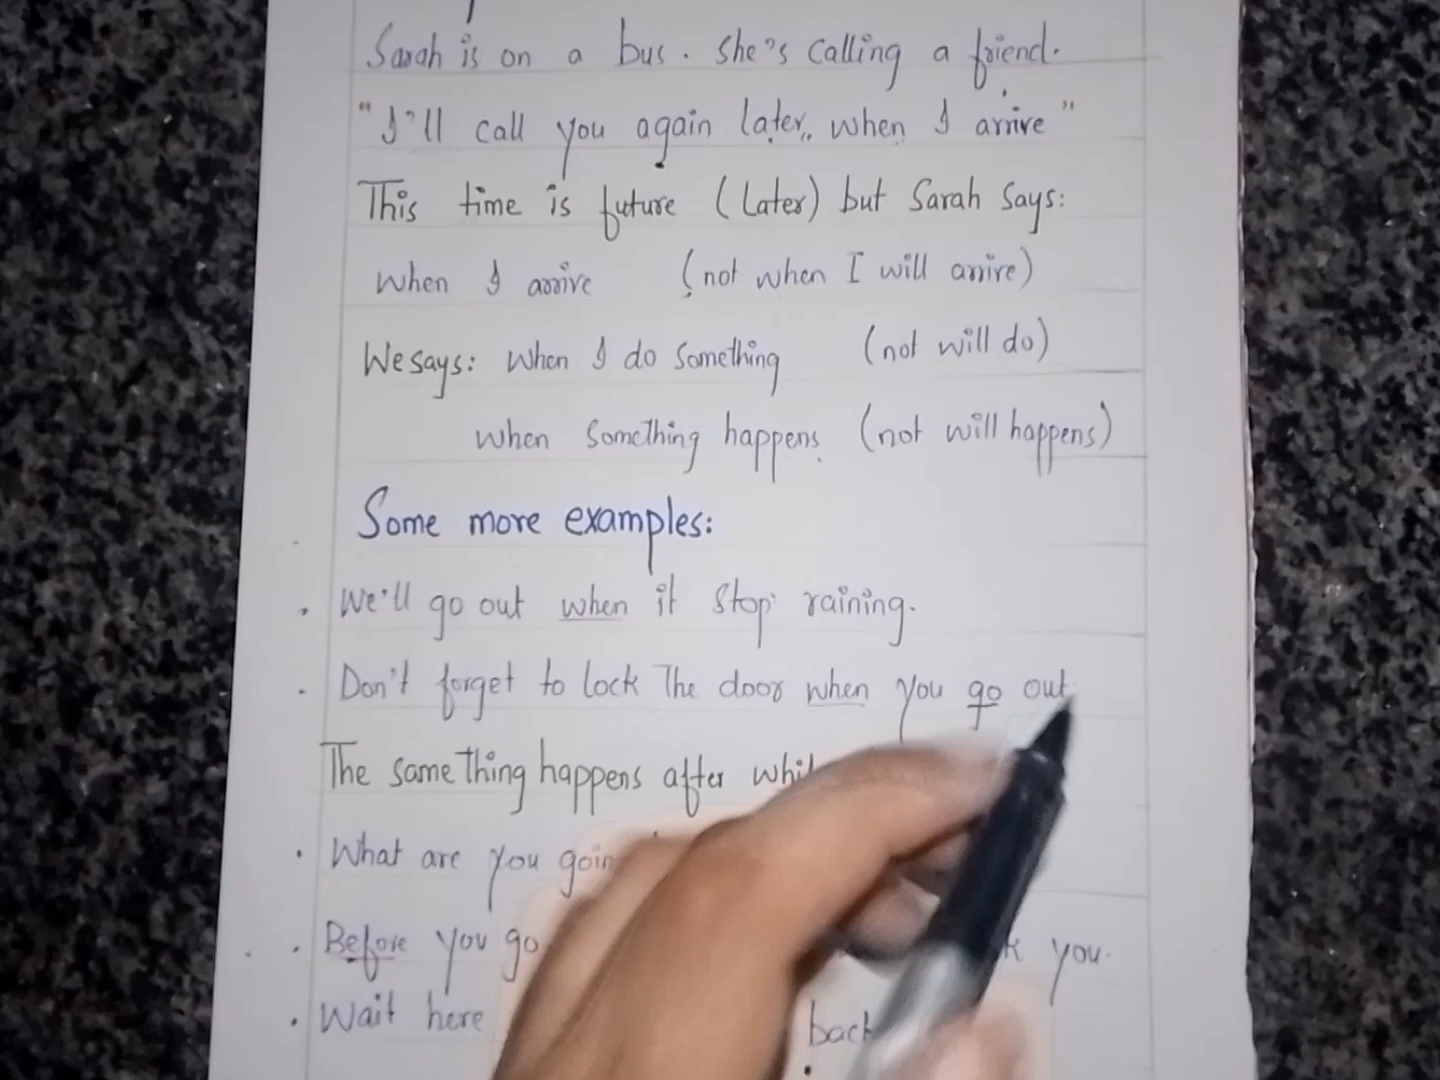 Sarah is on a bus. She's calling a friend.
"I'll call you again later, when I arrive"
This time is future (Later) but Sarah says:
When I arrive (not when I will arrive)
We says: When I do something (not will do)
When something happens (not will happens)
Some more examples:
. We'll go out when it stop raining.
. Don't forget to lock The door when you go out
The same thing happens after
. What are you
. Before you go you.
. Wait here back